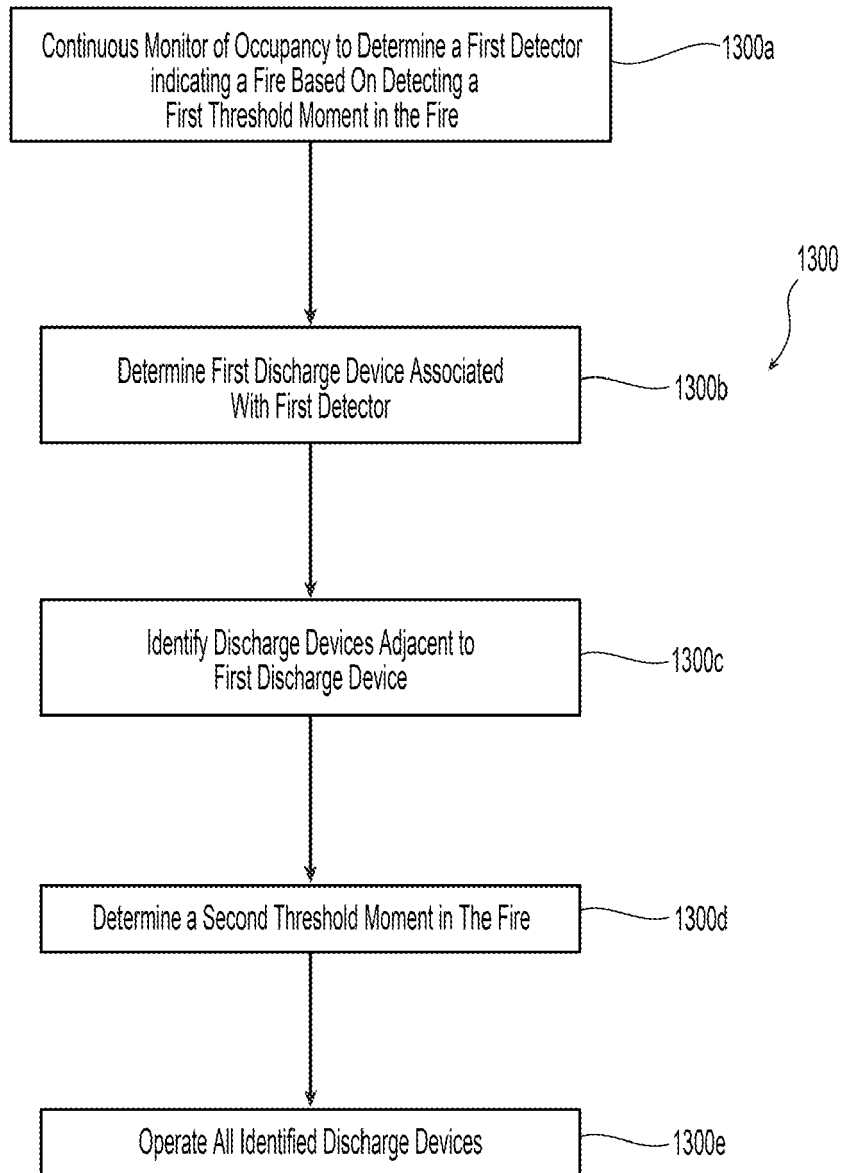 Continuous Monitor of Occupancy to Determine a First Detector
indicating a Fire Based On Detecting a
First Threshold Moment in the Fire
1300a
1300
Determine First Discharge Device Associated
With First Detector
1300b
Identify Discharge Devices Adjacent to
First Discharge Device
1300c
Determine a Second Threshold Moment in The Fire
1300d
Operate All Identified Discharge Devices
1300e